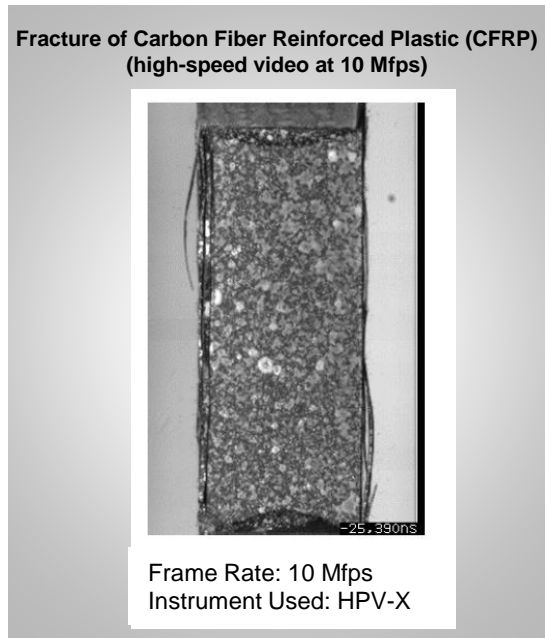 Fracture of Carbon Fiber Reinforced Plastic (CFRP)
(high-speed video at 10 Mfps)
-25,390ns
Frame Rate: 10 Mfps
Instrument Used: HPV-X